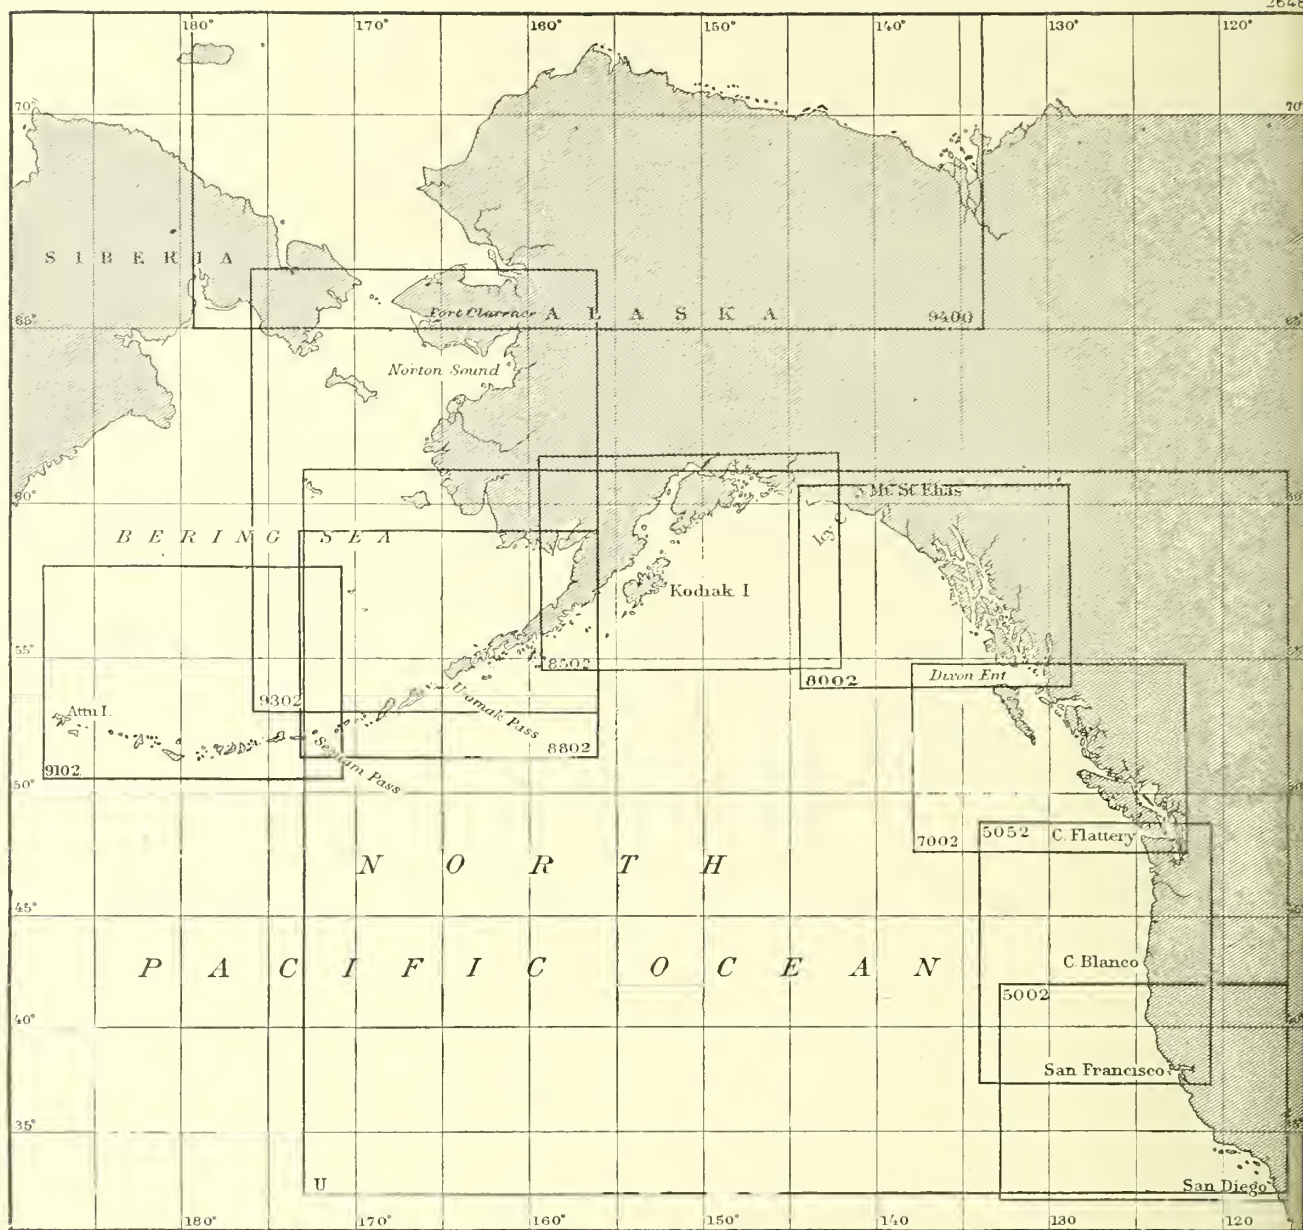 2648
180° 170° 160° 150° 140° 130° 120°
70° 70°
SIBERIA
Port Clarence ALASKA
65° 9400 65°
Norton Sound
60°
Mt. St. Elias
BERING SEA
Icy C.
Kodiak I
55° 8502
8002 Dixon Ent
9302
Attu I.
Unimak Pass
8802
Seguam Pass
9102
50°
7002 5052 C. Flattery
NORTH
45°
PACIFIC OCEAN
C. Blanco
5002
40°
San Francisco
35°
U San Diego
180° 170° 160° 150° 140 130 120